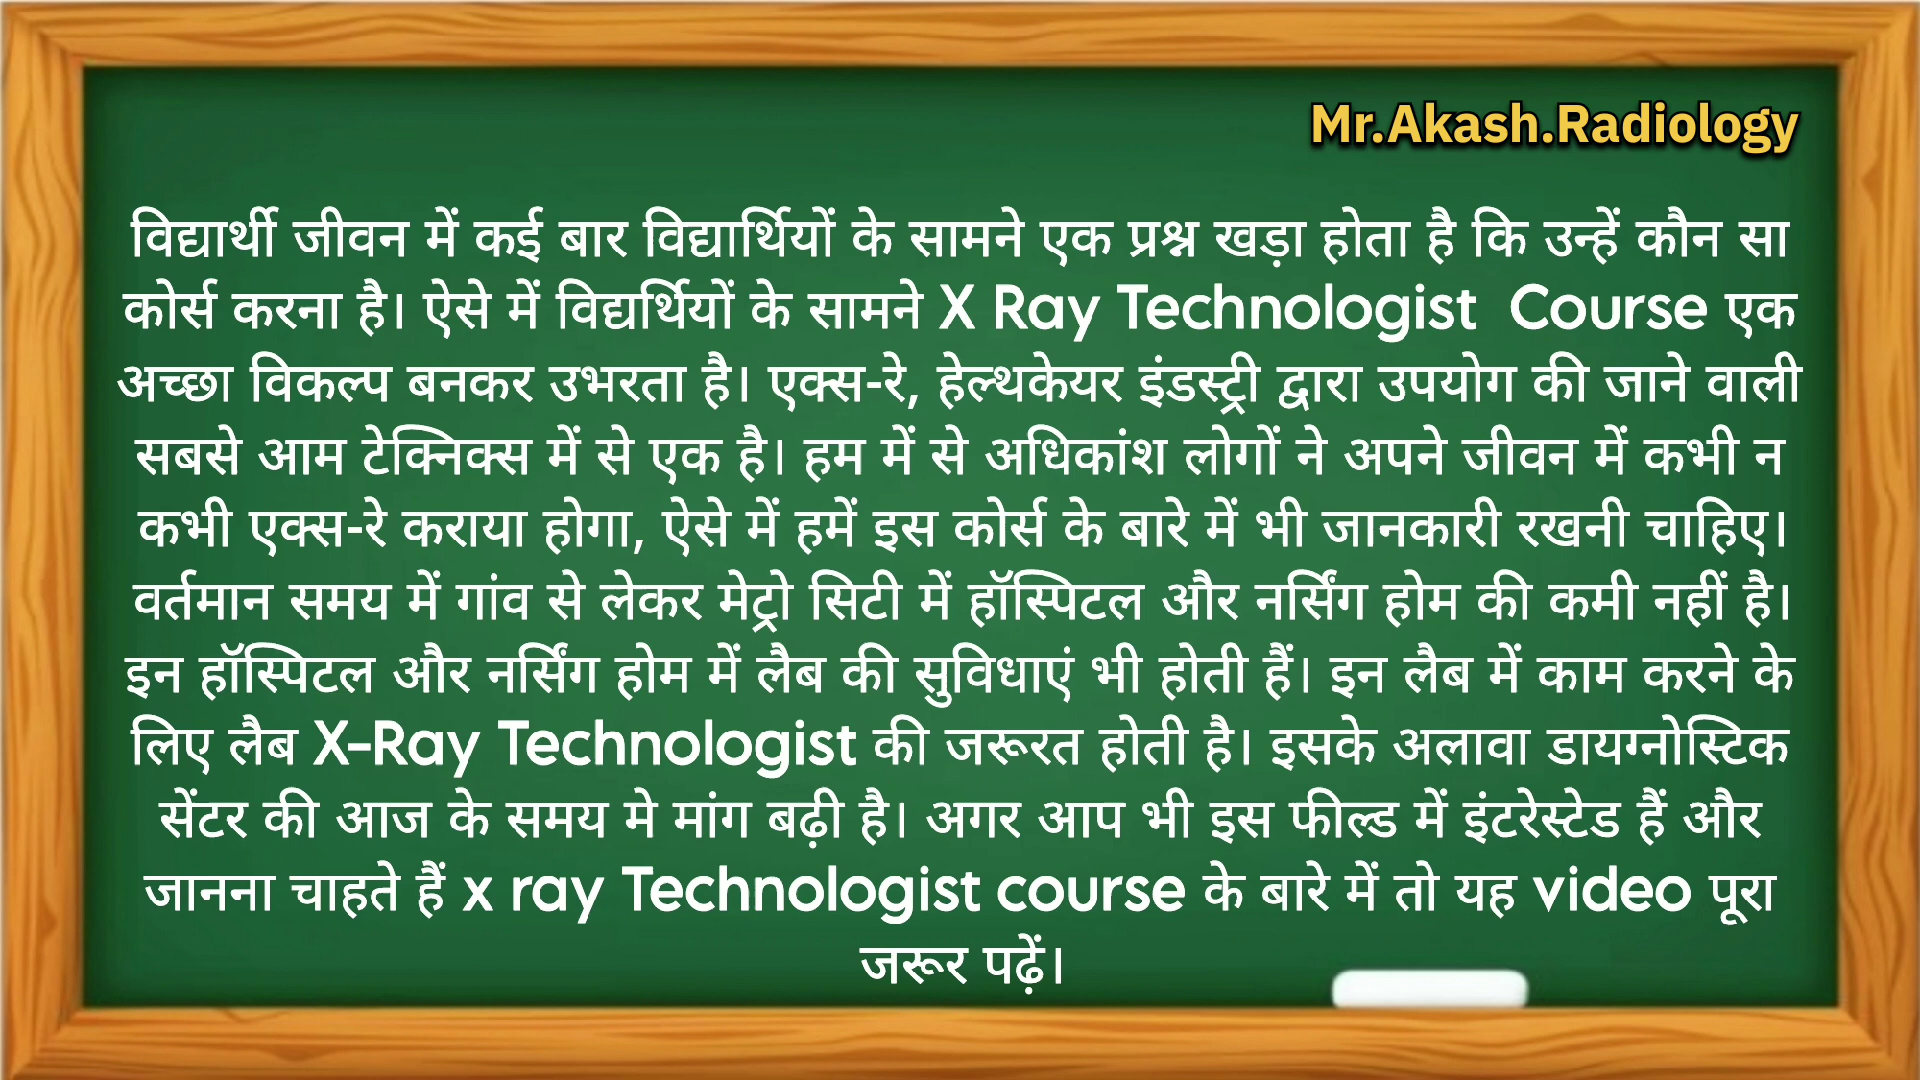 Mr.Akash.Radiology
विद्यार्थी जीवन में कई बार विद्यार्थियों के सामने एक प्रश्न खड़ा होता है कि उन्हें कौन सा
कोर्स करना है। ऐसे में विद्यर्थियों के सामने X Ray Technologist Course एक
अच्छा विकल्प बनकर उभरता है। एक्स-रे, हेल्थकेयर इंडस्ट्री द्वारा उपयोग की जाने वाली
सबसे आम टेक्निक्स में से एक है। हम में से अधिकांश लोगों ने अपने जीवन में कभी न
कभी एक्स-रे कराया होगा, ऐसे में हमें इस कोर्स के बारे में भी जानकारी रखनी चाहिए।
वर्तमान समय में गांव से लेकर मेट्रो सिटी में हॉस्पिटल और नर्सिंग होम की कमी नहीं है।
इन हॉस्पिटल और नर्सिंग होम में लैब की सुविधाएं भी होती हैं। इन लैब में काम करने के
लिए लैब X-Ray Technologist की जरूरत होती है। इसके अलावा डायग्नोस्टिक
सेंटर की आज के समय मे मांग बढ़ी है। अगर आप भी इस फील्ड में इंटरेस्टेड हैं और
जानना चाहते हैं x ray Technologist course के बारे में तो यह video पूरा
जरूर पढ़ें।